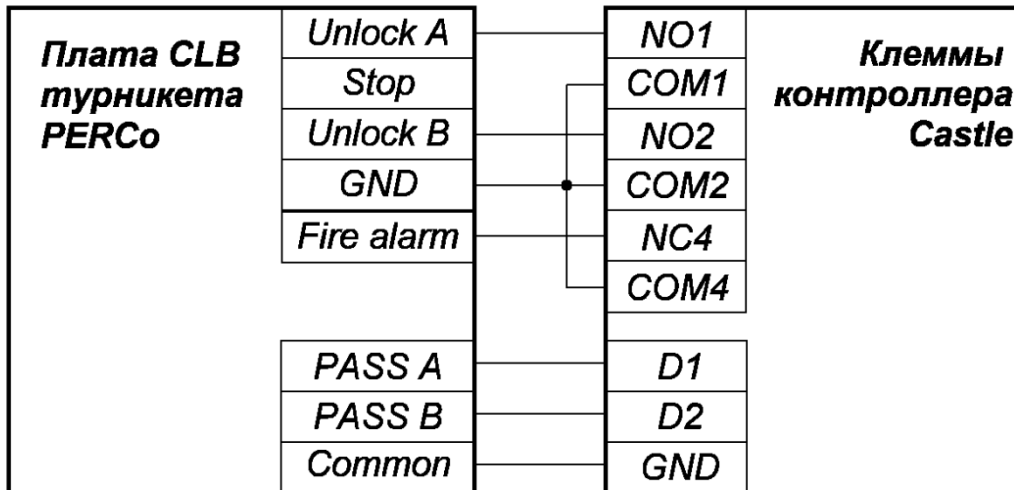 Плата CLB
турникета
PERCo
Unlock A
Stop
Unlock B
GND
Fire alarm
PASS A
PASS B
Common
NO1
COM1
NO2
COM2
NC4
COM4
D1
D2
GND
Клеммы
контроллера
Castle